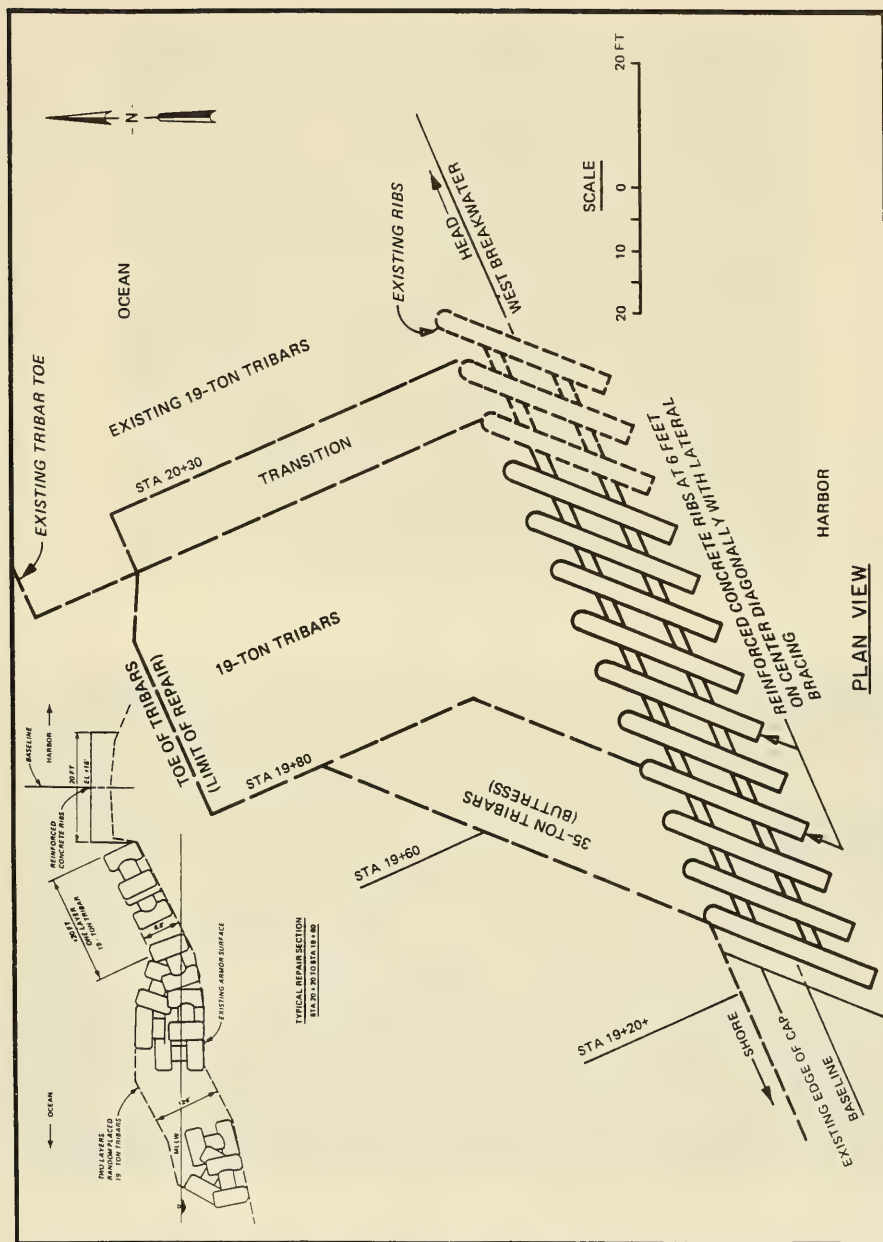 EXISTING TRIBAR TOE
OCEAN
- N -
EXISTING 19-TON TRIBARS
STA 20+30
TRANSITION
EXISTING RIBS
HEAD
WEST BREAKWATER
SCALE
20 10 0 20 FT
19-TON TRIBARS
TOE OF TRIBARS
(LIMIT OF REPAIR)
STA 19+80
35-TON TRIBARS
(BUTTRESS)
STA 19+60
STA 19+20+
SHORE
EXISTING EDGE OF CAP
BASELINE
REINFORCED CONCRETE RIBS AT 6 FEET
ON CENTER DIAGONALLY WITH LATERAL
BRACING
HARBOR
PLAN VIEW
OCEAN
TWO LAYERS
RANDOM PLACED
19 TON TRIBARS
MLLW
EXISTING ARMOR SURFACE
ONE LAYER
19 TON TRIBAR
REINFORCED
CONCRETE RIBS
20 FT
EL +16'
BASELINE
HARBOR
TYPICAL REPAIR SECTION
STA 20+20 TO STA 19+80